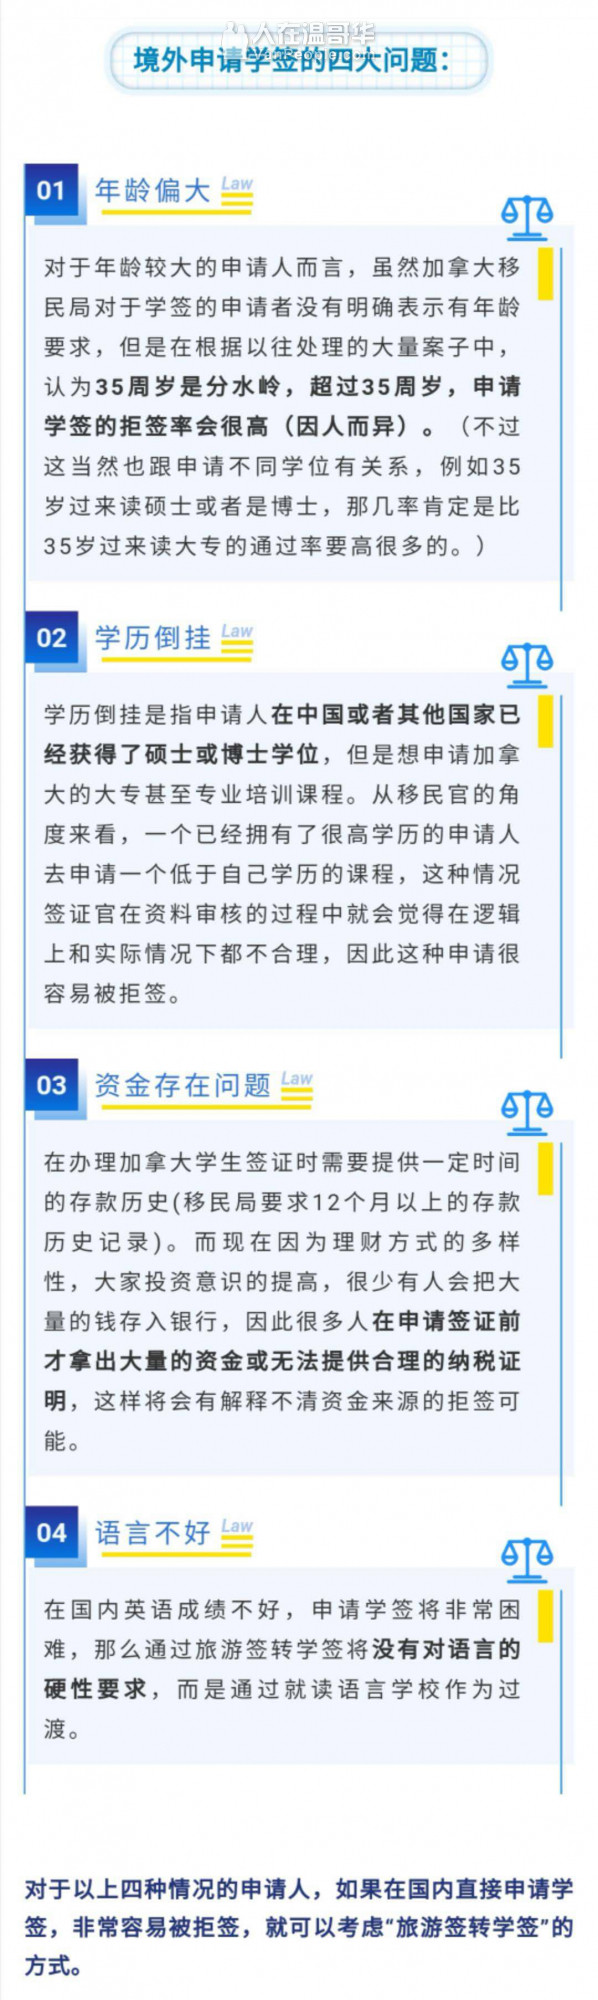 人在温哥华
vanPeople.com
境外申请学签的四大问题：
01 年龄偏大 Law
对于年龄较大的申请人而言，虽然加拿大移
民局对于学签的申请者没有明确表示有年龄
要求，但是在根据以往处理的大量案子中，
认为35周岁是分水岭，超过35周岁，申请
学签的拒签率会很高（因人而异）。（不过
这当然也跟申请不同学位有关系，例如35
岁过来读硕士或者是博士，那几率肯定是比
35岁过来读大专的通过率要高很多的。）
02 学历倒挂 Law
学历倒挂是指申请人在中国或者其他国家已
经获得了硕士或博士学位，但是想申请加拿
大的大专甚至专业培训课程。从移民官的角
度来看，一个已经拥有了很高学历的申请人
去申请一个低于自己学历的课程，这种情况
签证官在资料审核的过程中就会觉得在逻辑
上和实际情况下都不合理，因此这种申请很
容易被拒签。
03 资金存在问题 Law
在办理加拿大学生签证时需要提供一定时间
的存款历史(移民局要求12个月以上的存款
历史记录)。而现在因为理财方式的多样
性，大家投资意识的提高，很少有人会把大
量的钱存入银行，因此很多人在申请签证前
才拿出大量的资金或无法提供合理的纳税证
明，这样将会有解释不清资金来源的拒签可
能。
04 语言不好 Law
在国内英语成绩不好，申请学签将非常困
难，那么通过旅游签转学签将没有对语言的
硬性要求，而是通过就读语言学校作为过
渡。
对于以上四种情况的申请人，如果在国内直接申请学
签，非常容易被拒签，就可以考虑“旅游签转学签”的
方式。